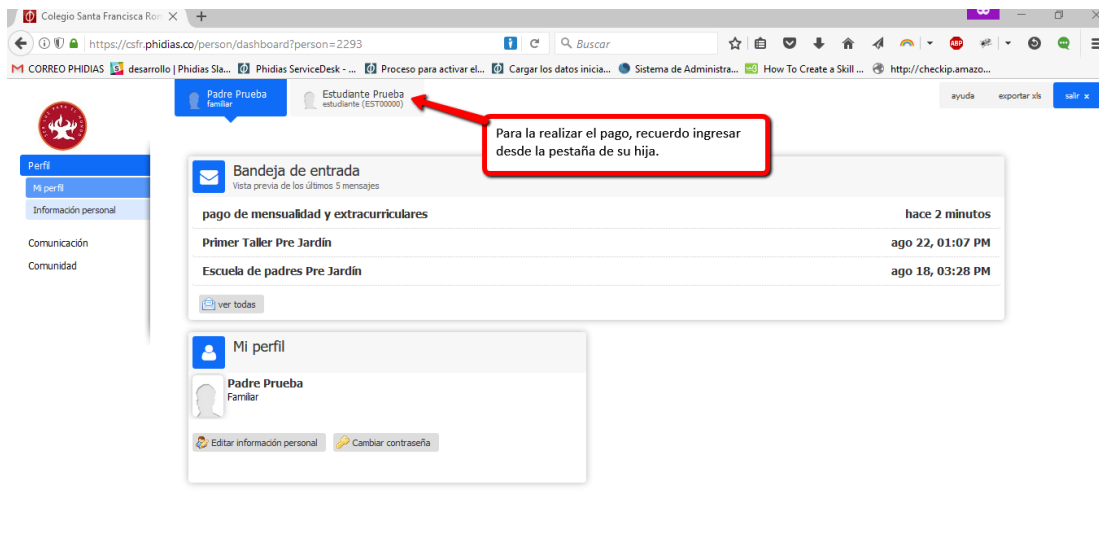 Colegio Santa Francisca Rom
https://csfr.phidias.co/person/dashboard?person=2293
Buscar
ABP
CORREO PHIDIAS
desarrollo | Phidias Sla...
Phidias ServiceDesk - ...
Proceso para activar el...
Cargar los datos inicia...
Sistema de Administra...
How To Create a Skill ...
http://checkip.amazo...
Padre Prueba
familiar
Estudiante Prueba
estudiante (EST00000)
ayuda
exportar xls
salir x
Para la realizar el pago, recuerdo ingresar
desde la pestaña de su hija.
Perfil
Mi perfil
Información personal
Comunicación
Comunidad
Bandeja de entrada
Vista previa de los últimos 5 mensajes
pago de mensualidad y extracurriculares hace 2 minutos
Primer Taller Pre Jardín ago 22, 01:07 PM
Escuela de padres Pre Jardín ago 18, 03:28 PM
ver todas
Mi perfil
Padre Prueba
Familiar
Editar información personal
Cambiar contraseña